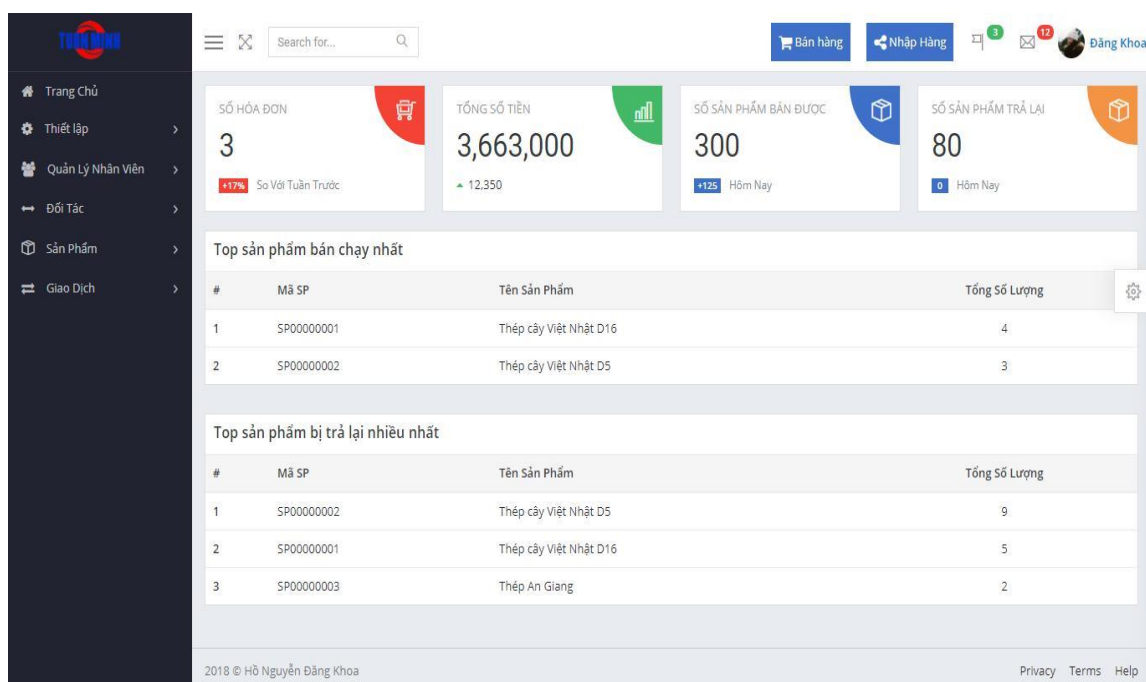 TUẤN MINH
Search for...
Bán hàng
Nhập Hàng
3
12
Đăng Khoa
Trang Chủ
Thiết lập
Quản Lý Nhân Viên
Đối Tác
Sản Phẩm
Giao Dịch
SỐ HÓA ĐƠN
3
+17% So Với Tuần Trước
TỔNG SỐ TIỀN
3,663,000
12,350
SỐ SẢN PHẨM BÁN ĐƯỢC
300
+125 Hôm Nay
SỐ SẢN PHẨM TRẢ LẠI
80
0 Hôm Nay
Top sản phẩm bán chạy nhất
# Mã SP Tên Sản Phẩm Tổng Số Lượng
1 SP00000001 Thép cây Việt Nhật D16 4
2 SP00000002 Thép cây Việt Nhật D5 3
Top sản phẩm bị trả lại nhiều nhất
# Mã SP Tên Sản Phẩm Tổng Số Lượng
1 SP00000002 Thép cây Việt Nhật D5 9
2 SP00000001 Thép cây Việt Nhật D16 5
3 SP00000003 Thép An Giang 2
2018 © Hồ Nguyễn Đăng Khoa
Privacy Terms Help